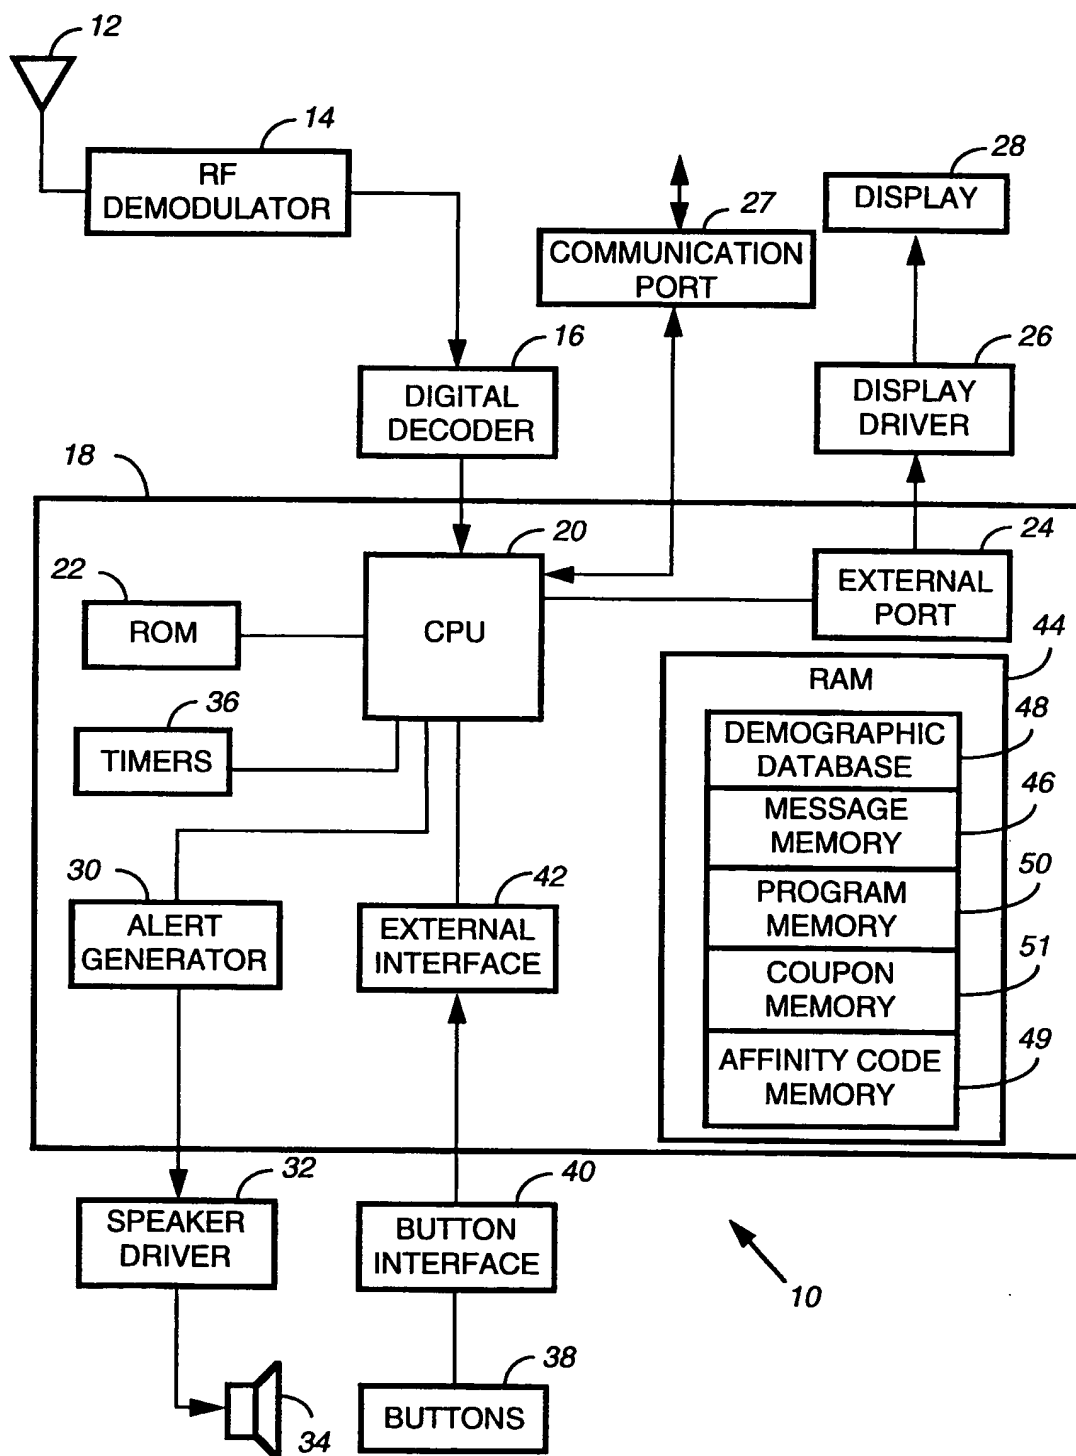 12
14
RF
DEMODULATOR
28
DISPLAY
27
COMMUNICATION
PORT
16
DIGITAL
DECODER
26
DISPLAY
DRIVER
18
20
CPU
24
EXTERNAL
PORT
22
ROM
44
RAM
36
TIMERS
48
DEMOGRAPHIC
DATABASE
46
MESSAGE
MEMORY
30
ALERT
GENERATOR
42
EXTERNAL
INTERFACE
50
PROGRAM
MEMORY
51
COUPON
MEMORY
49
AFFINITY CODE
MEMORY
32
SPEAKER
DRIVER
40
BUTTON
INTERFACE
10
34
38
BUTTONS